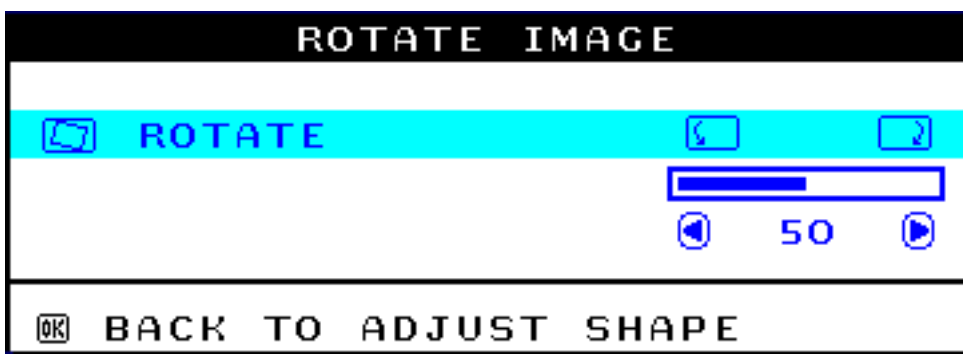 ROTATE IMAGE
ROTATE
50
OK BACK TO ADJUST SHAPE